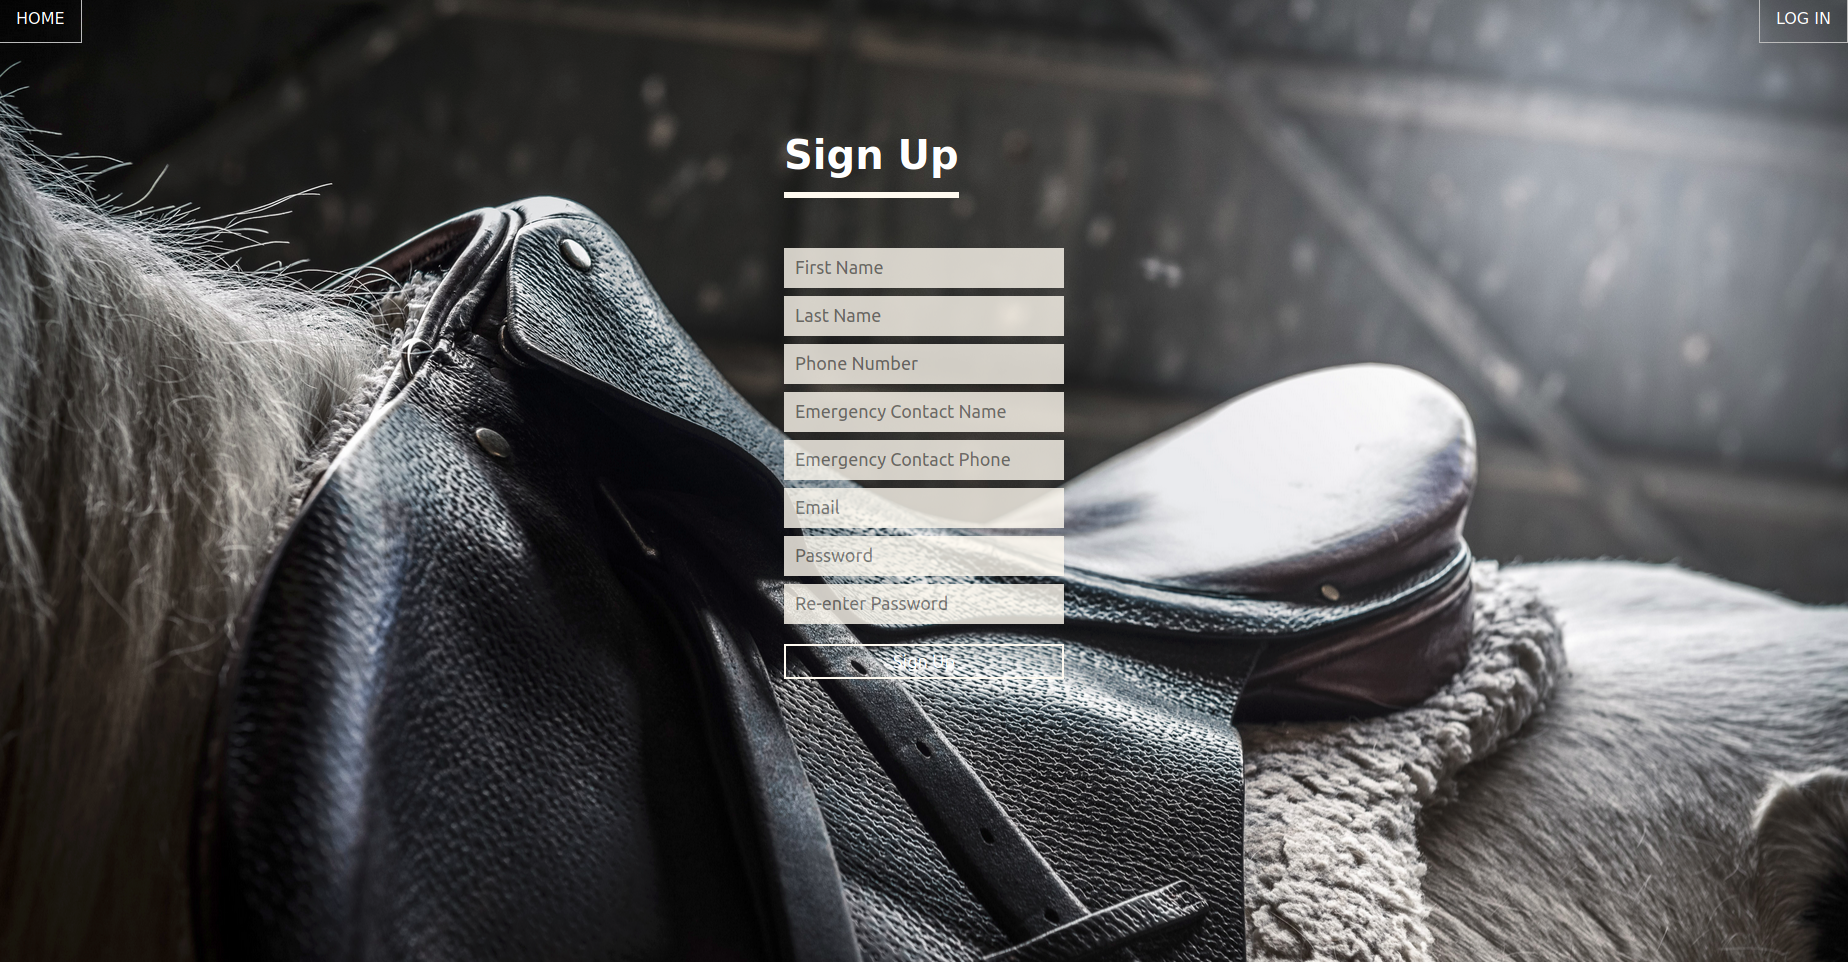 HOME
LOG IN
Sign Up
First Name
Last Name
Phone Number
Emergency Contact Name
Emergency Contact Phone
Email
Password
Re-enter Password
Sign Up